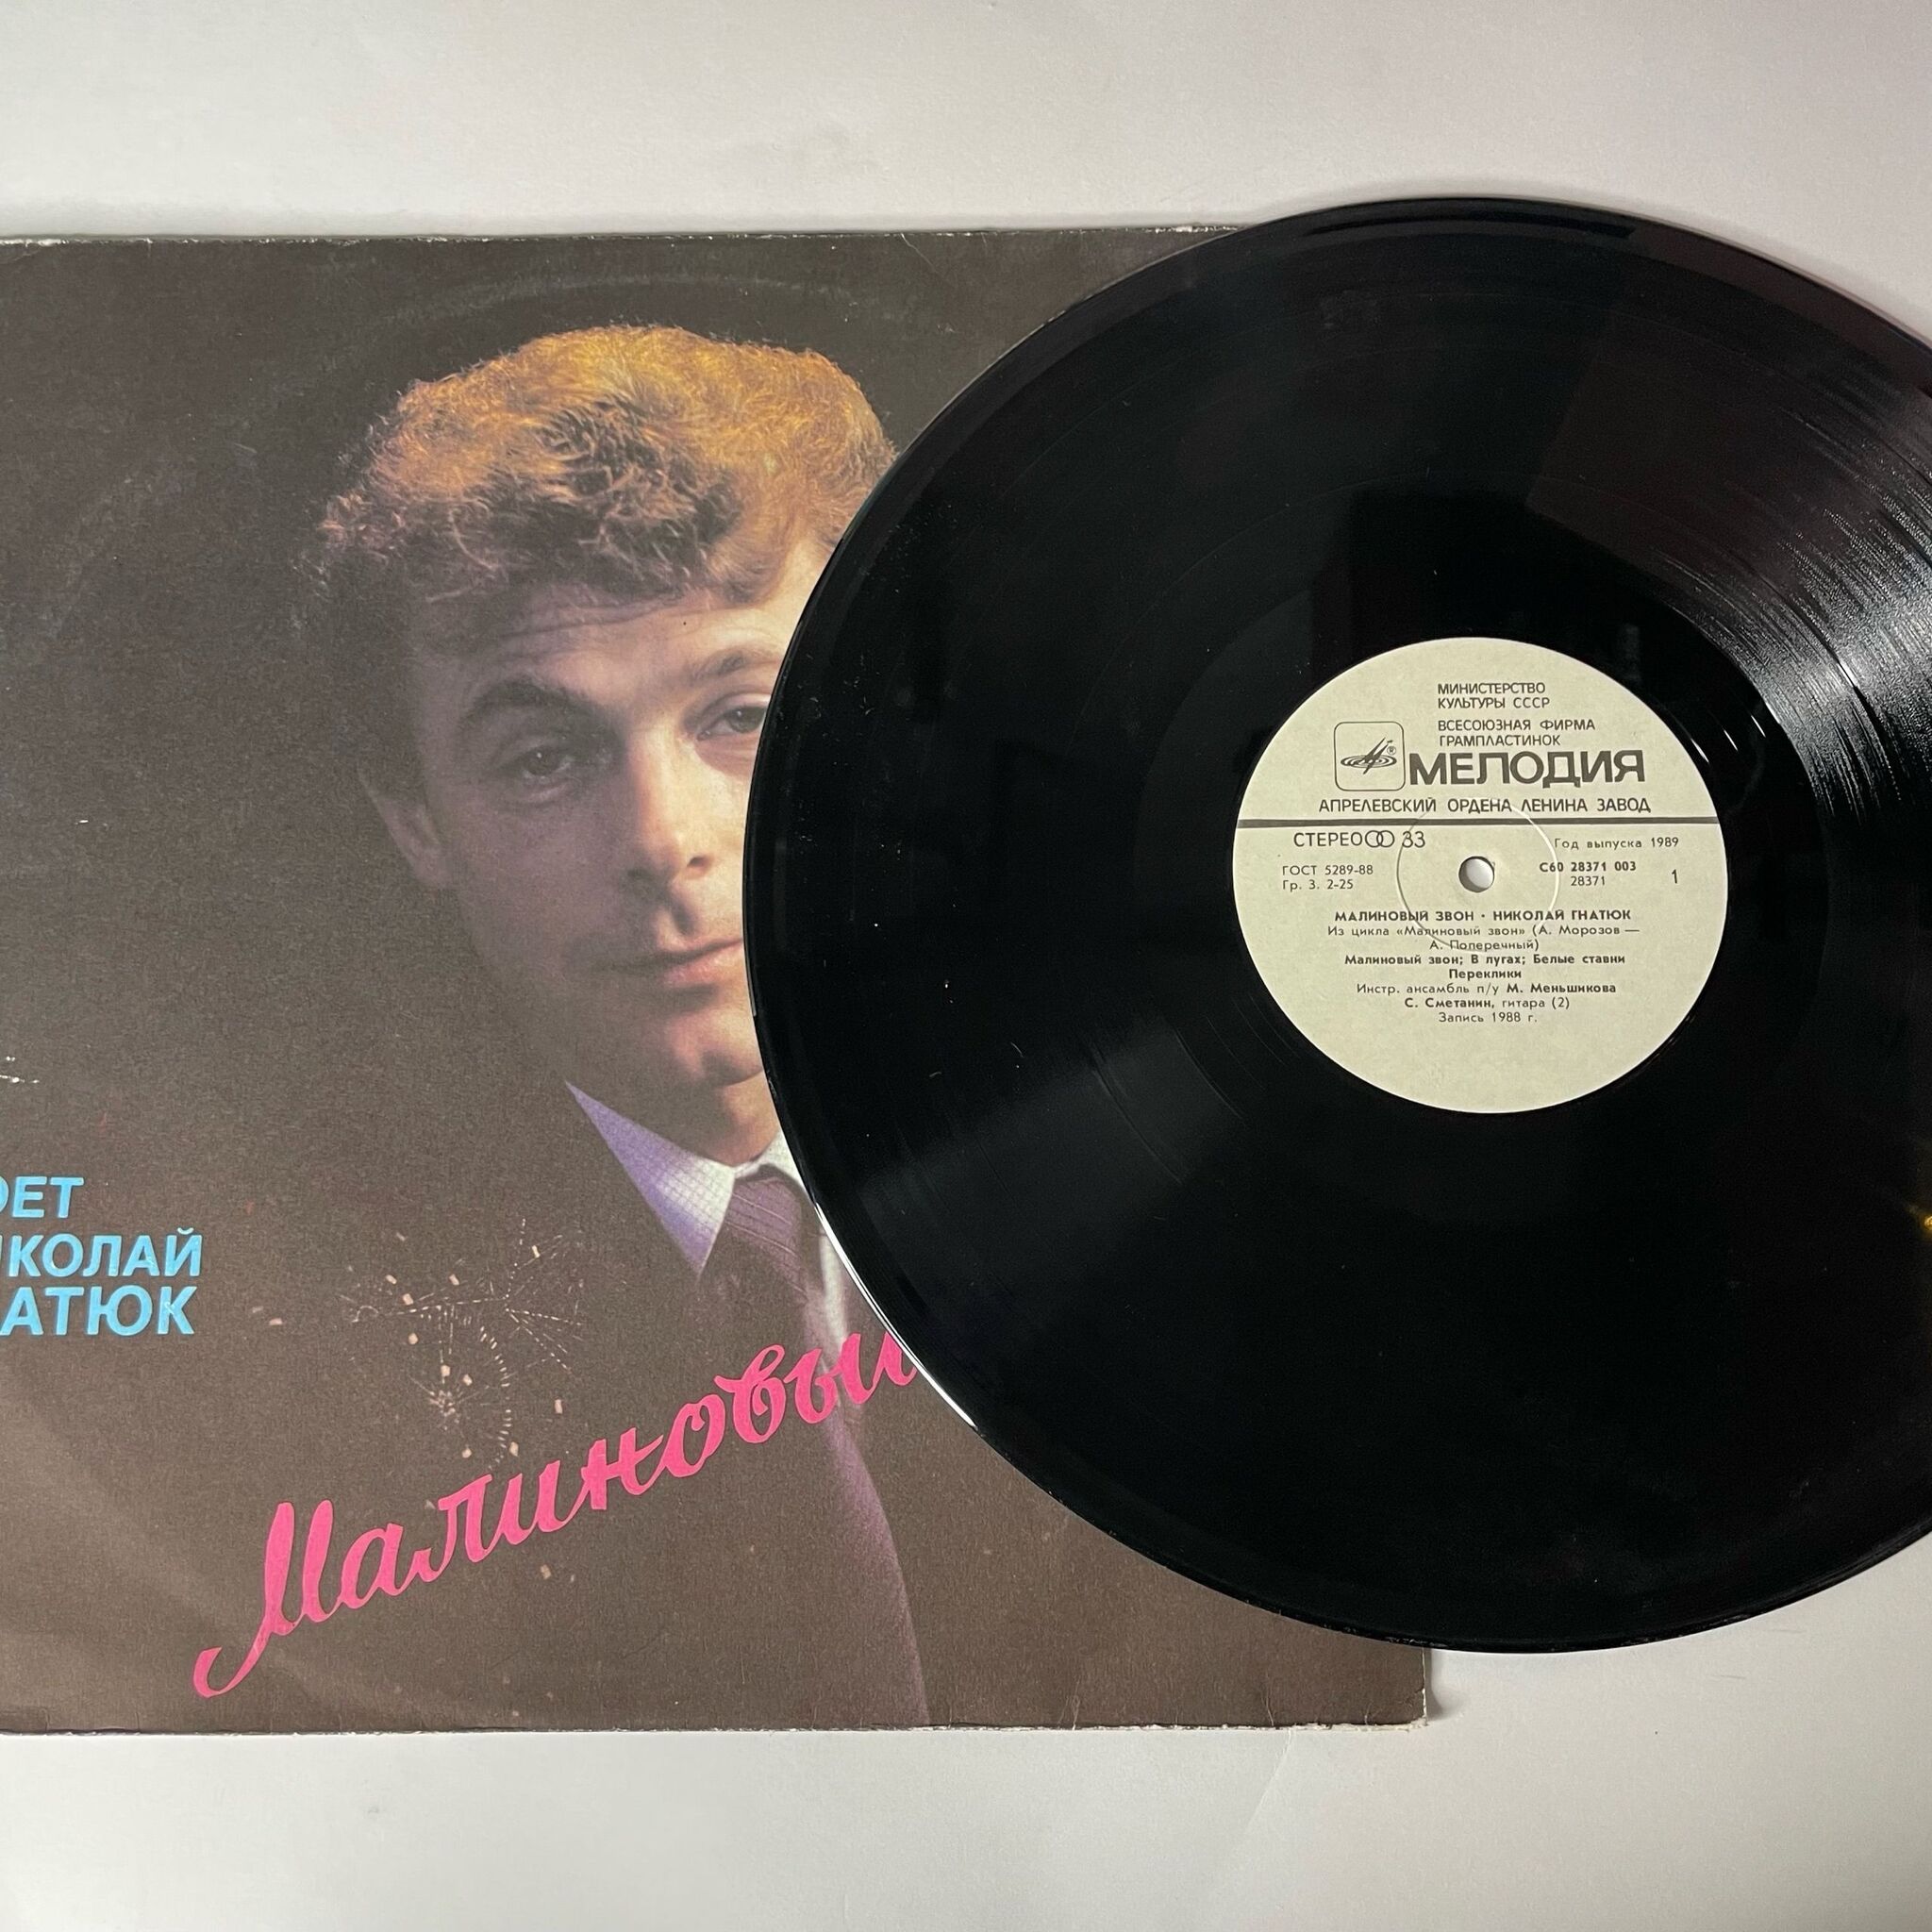 ОЕТ
ИКОЛАЙ
АТЮК
Малиновый
МИНИСТЕРСТВО
КУЛЬТУРЫ СССР
ВСЕСОЮЗНАЯ ФИРМА
ГРАМПЛАСТИНОК
МЕЛОДИЯ
АПРЕЛЕВСКИЙ ОРДЕНА ЛЕНИНА ЗАВОД
СТЕРЕО 33
Год выпуска 1989
ГОСТ 5289-88
Гр. 3. 2-25
С60 28371 003
28371
1
МАЛИНОВЫЙ ЗВОН · НИКОЛАЙ ГНАТЮК
Из цикла «Малиновый звон» (А. Морозов —
А. Поперечный)
Малиновый звон; В лугах; Белые ставни
Переклики
Инстр. ансамбль п/у М. Меньшикова
С. Сметанин, гитара (2)
Запись 1988 г.